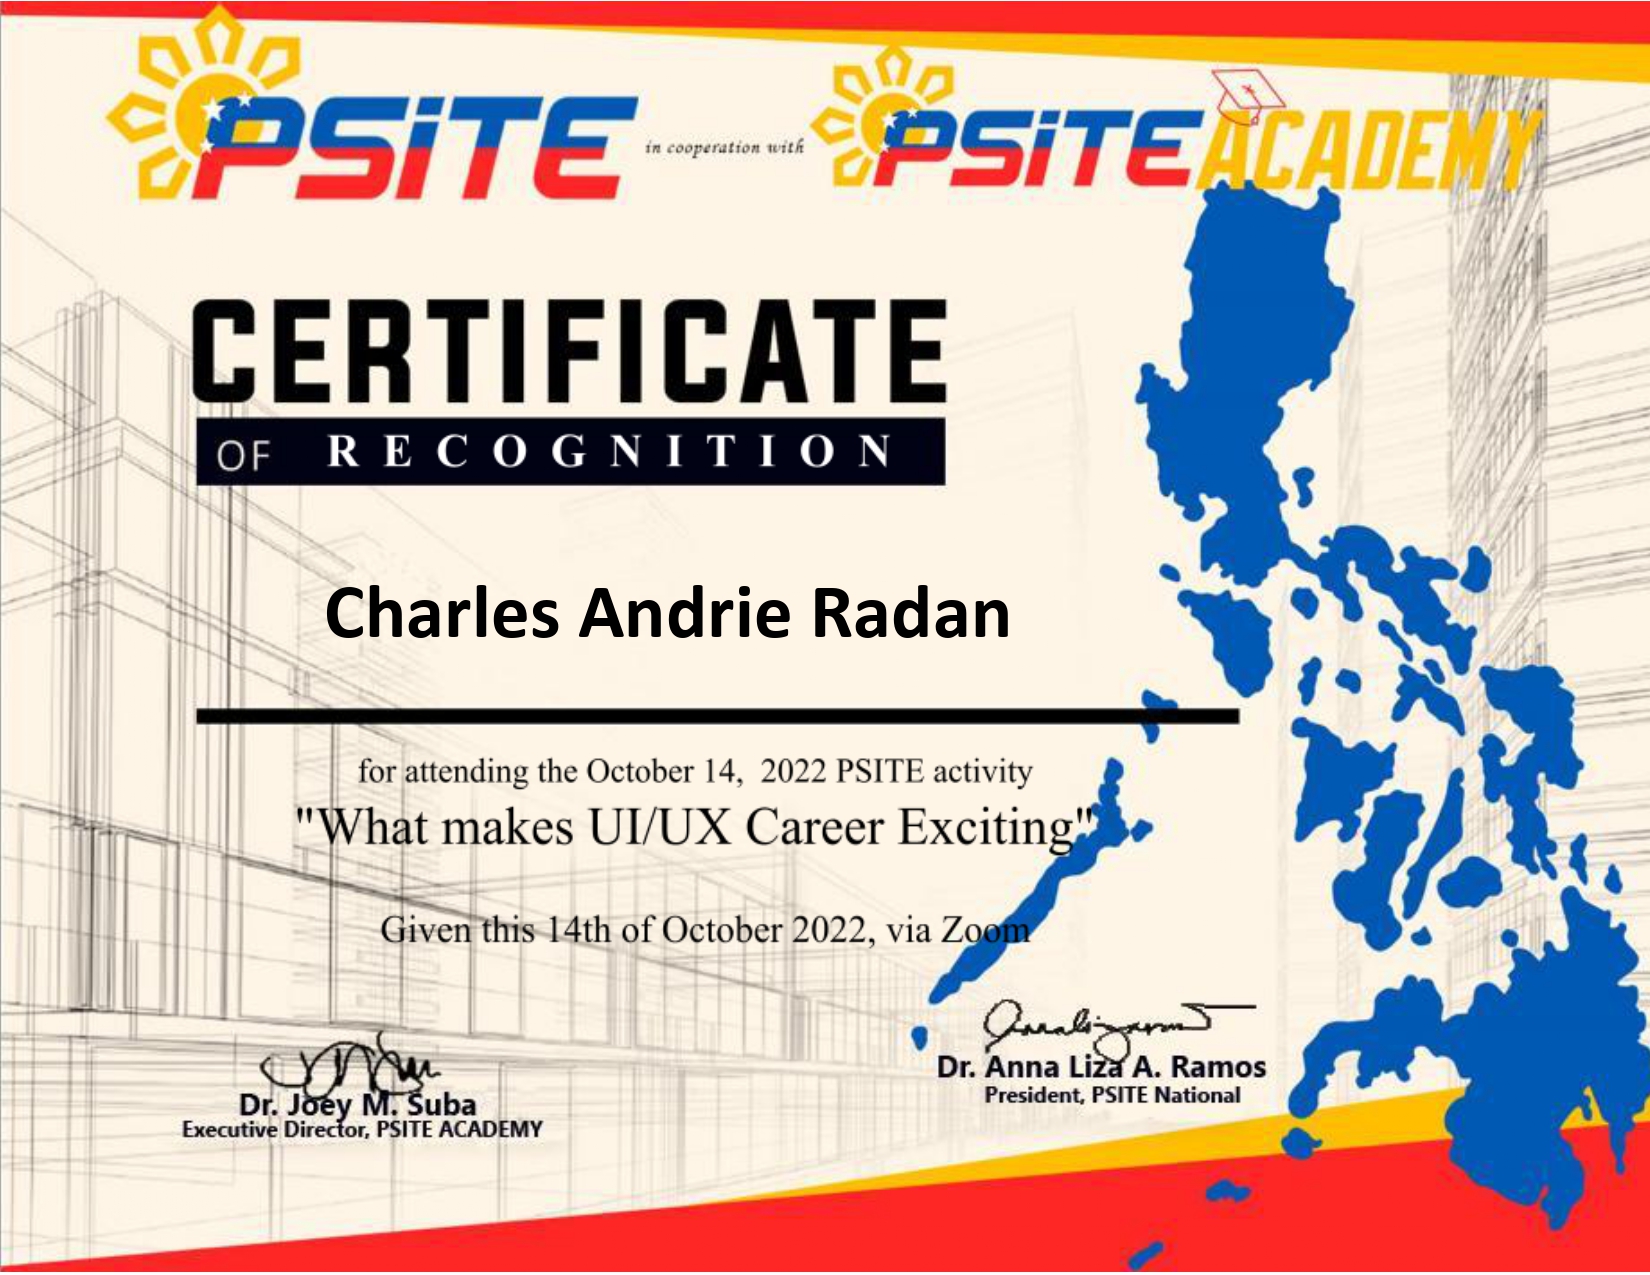 PSiTE in cooperation with PSiTE ACADEMY
CERTIFICATE
OF RECOGNITION
Charles Andrie Radan
for attending the October 14, 2022 PSITE activity
"What makes UI/UX Career Exciting"
Given this 14th of October 2022, via Zoom
Dr. Joey M. Suba
Executive Director, PSITE ACADEMY
Dr. Anna Liza A. Ramos
President, PSITE National